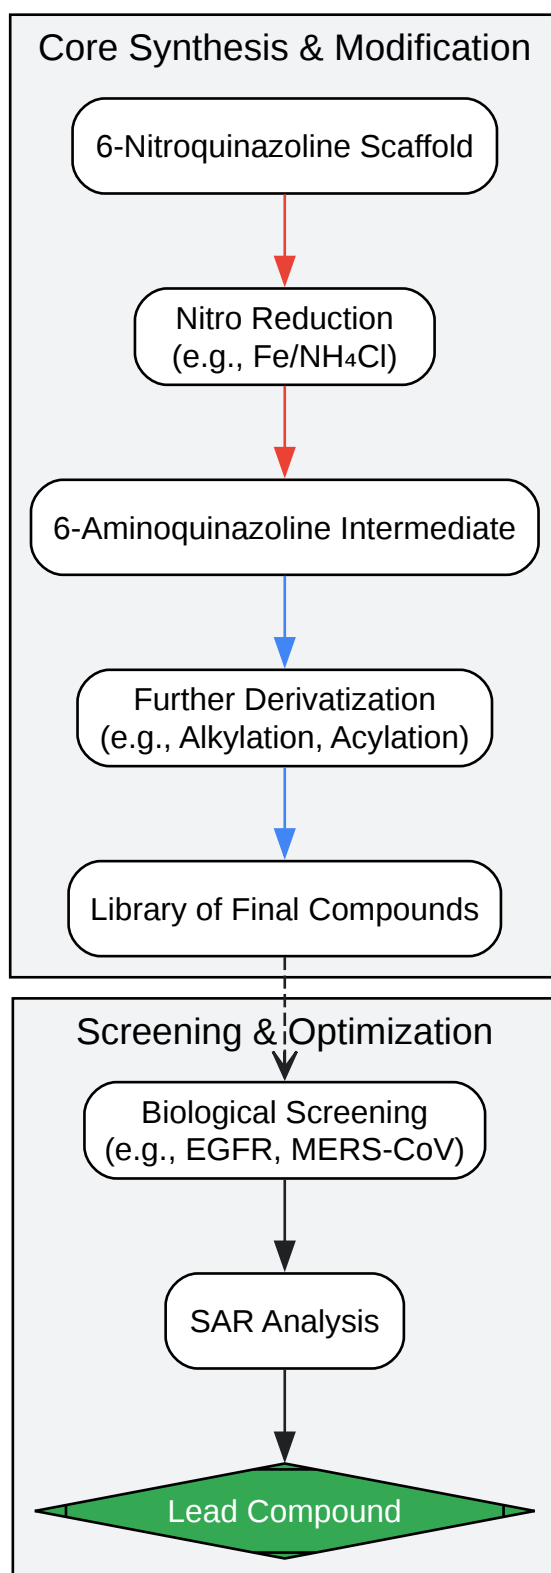 Core Synthesis & Modification
6-Nitroquinazoline Scaffold
Nitro Reduction
(e.g., Fe/NH₄Cl)
6-Aminoquinazoline Intermediate
Further Derivatization
(e.g., Alkylation, Acylation)
Library of Final Compounds
Screening & Optimization
Biological Screening
(e.g., EGFR, MERS-CoV)
SAR Analysis
Lead Compound